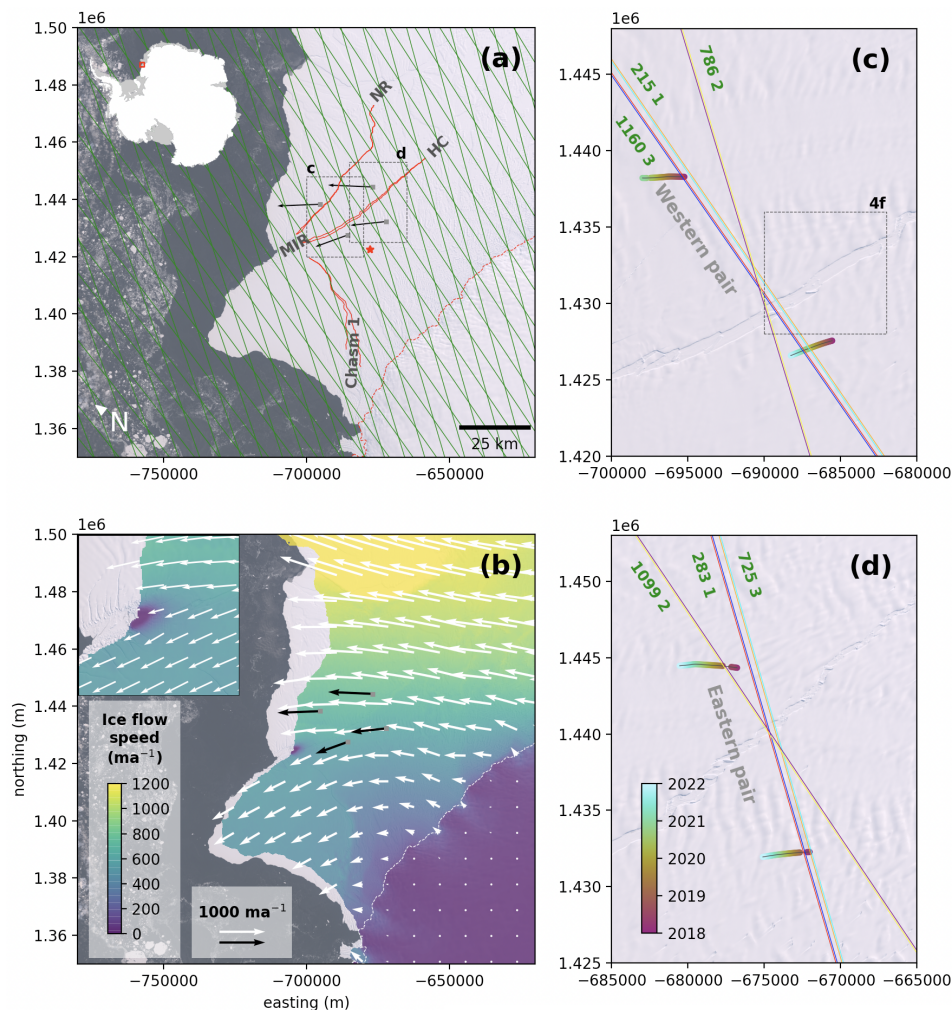 1e6
(a)
1.50
1.48
1.46
1.44
1.42
1.40
1.38
1.36
NR
HC
c
d
MIR
Chasm 1
N
25 km
−750000
−700000
−650000
1e6
(c)
1.445
1.440
1.435
1.430
1.425
1.420
786 2
215 1
1160 3
Western pair
4f
−700000
−695000
−690000
−685000
−680000
1e6
(b)
1.50
1.48
1.46
1.44
1.42
1.40
1.38
1.36
northing (m)
Ice flow
speed
(ma⁻¹)
1200
1000
800
600
400
200
0
1000 ma⁻¹
−750000
−700000
−650000
easting (m)
1e6
(d)
1.450
1.445
1.440
1.435
1.430
1.425
1099 2
283 1
725 3
Eastern pair
2022
2021
2020
2019
2018
−685000
−680000
−675000
−670000
−665000